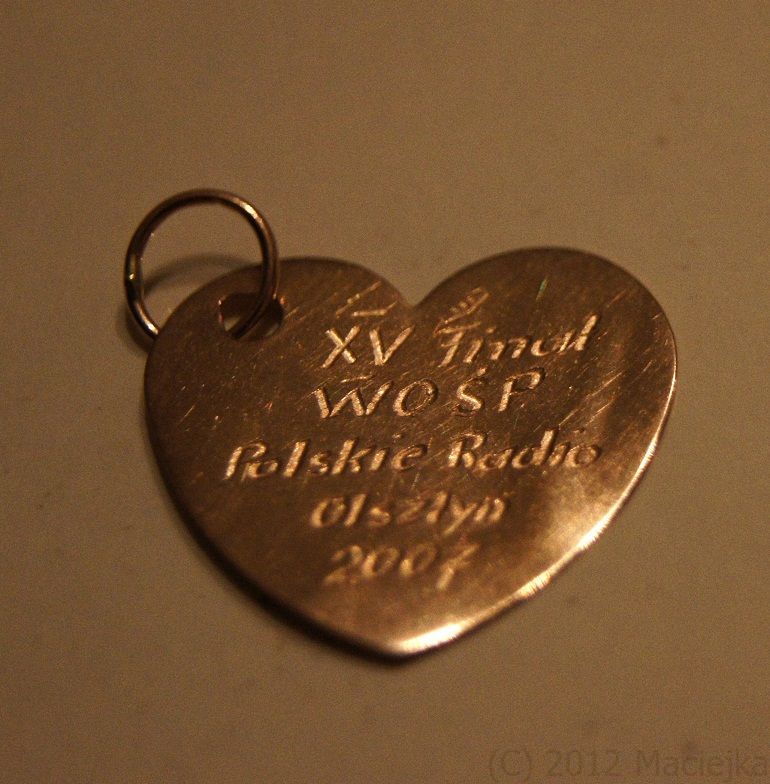 XV Finał
WOŚP
Polskie Radio
Olsztyn
2007
(C) 2012 Maciejka